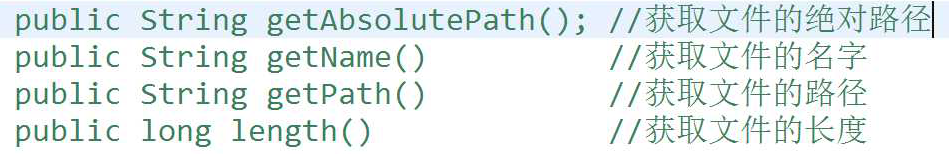 public String getAbsolutePath(); //获取文件的绝对路径
public String getName() //获取文件的名字
public String getPath() //获取文件的路径
public long length() //获取文件的长度